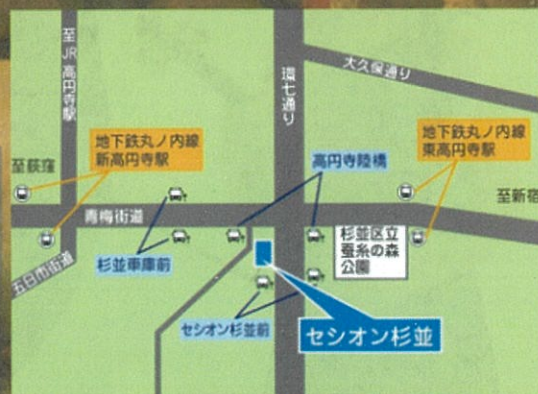 至JR高円寺駅
環七通り
大久保通り
地下鉄丸ノ内線
新高円寺駅
高円寺陸橋
地下鉄丸ノ内線
東高円寺駅
至荻窪
至新宿
青梅街道
杉並区立
蚕糸の森
公園
杉並車庫前
五日市街道
セシオン杉並前
セシオン杉並